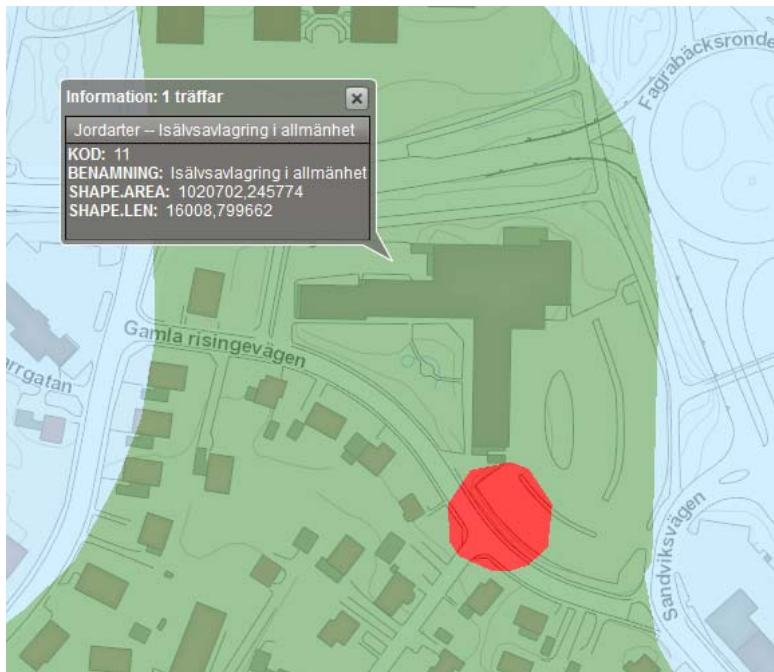 Fagrabäcksronde
Information: 1 träffar
Jordarter -- Isälvsavlagring i allmänhet
KOD: 11
BENAMNING: Isälvsavlagring i allmänhet
SHAPE.AREA: 1020702,245774
SHAPE.LEN: 16008,799662
Gamla risingevägen
arrgatan
Sandviksvägen